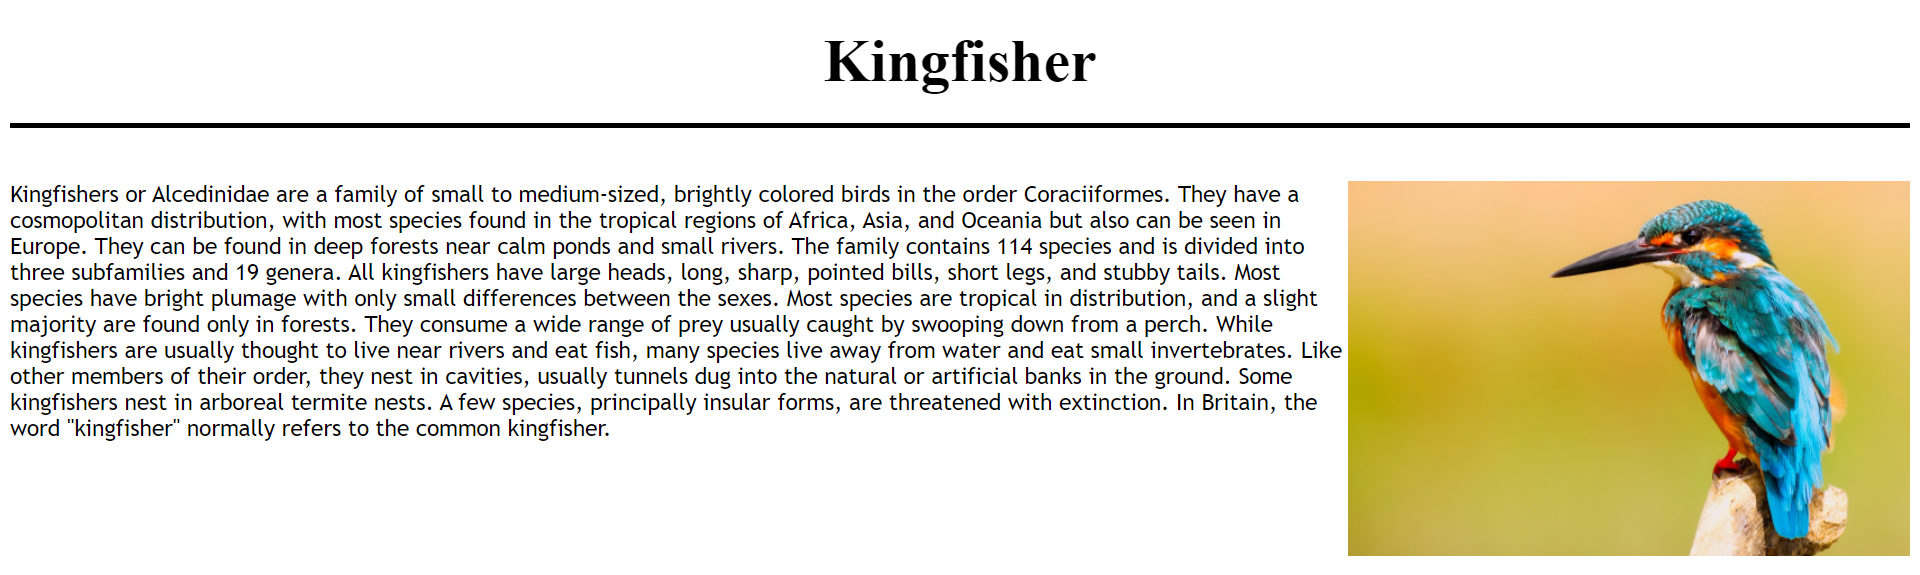 Kingfisher
Kingfishers or Alcedinidae are a family of small to medium-sized, brightly colored birds in the order Coraciiformes. They have a
cosmopolitan distribution, with most species found in the tropical regions of Africa, Asia, and Oceania but also can be seen in
Europe. They can be found in deep forests near calm ponds and small rivers. The family contains 114 species and is divided into
three subfamilies and 19 genera. All kingfishers have large heads, long, sharp, pointed bills, short legs, and stubby tails. Most
species have bright plumage with only small differences between the sexes. Most species are tropical in distribution, and a slight
majority are found only in forests. They consume a wide range of prey usually caught by swooping down from a perch. While
kingfishers are usually thought to live near rivers and eat fish, many species live away from water and eat small invertebrates. Like
other members of their order, they nest in cavities, usually tunnels dug into the natural or artificial banks in the ground. Some
kingfishers nest in arboreal termite nests. A few species, principally insular forms, are threatened with extinction. In Britain, the
word "kingfisher" normally refers to the common kingfisher.